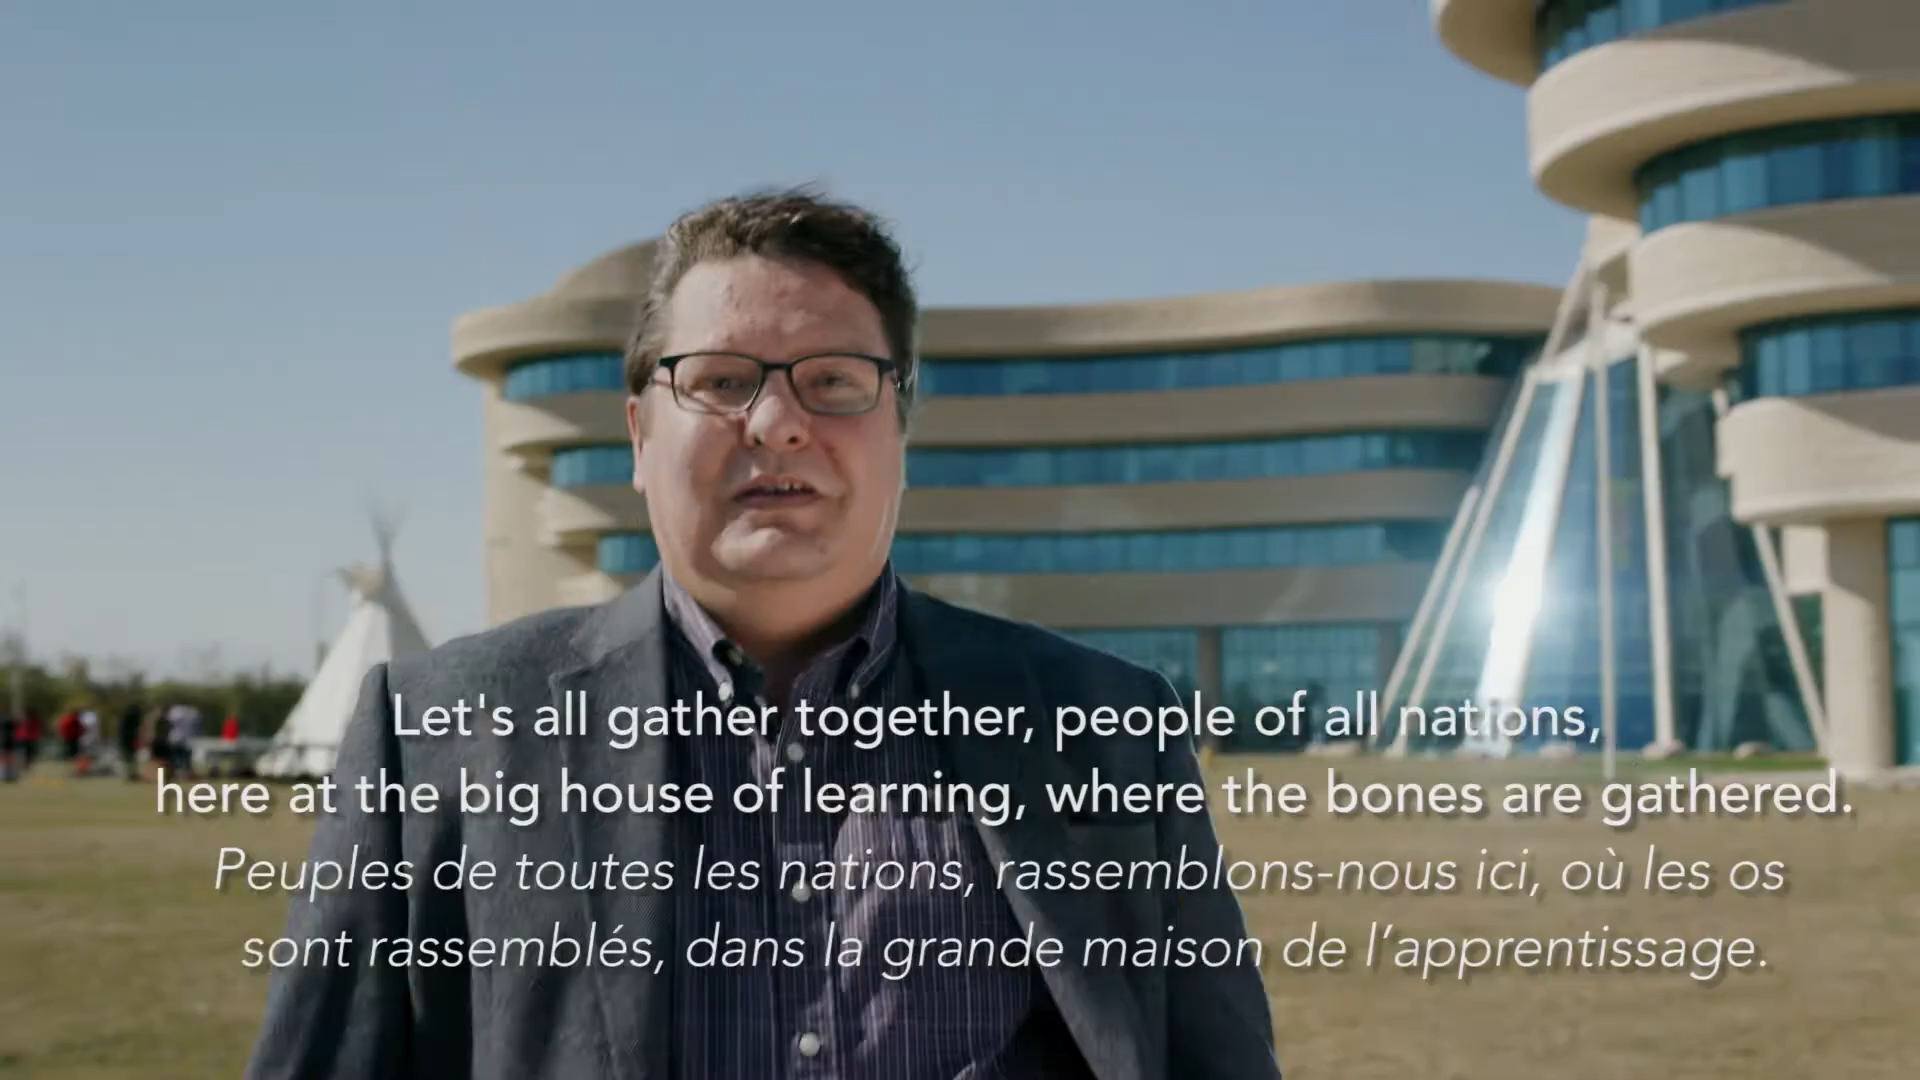 Let's all gather together, people of all nations,
here at the big house of learning, where the bones are gathered.
Peuples de toutes les nations, rassemblons-nous ici, où les os
sont rassemblés, dans la grande maison de l’apprentissage.